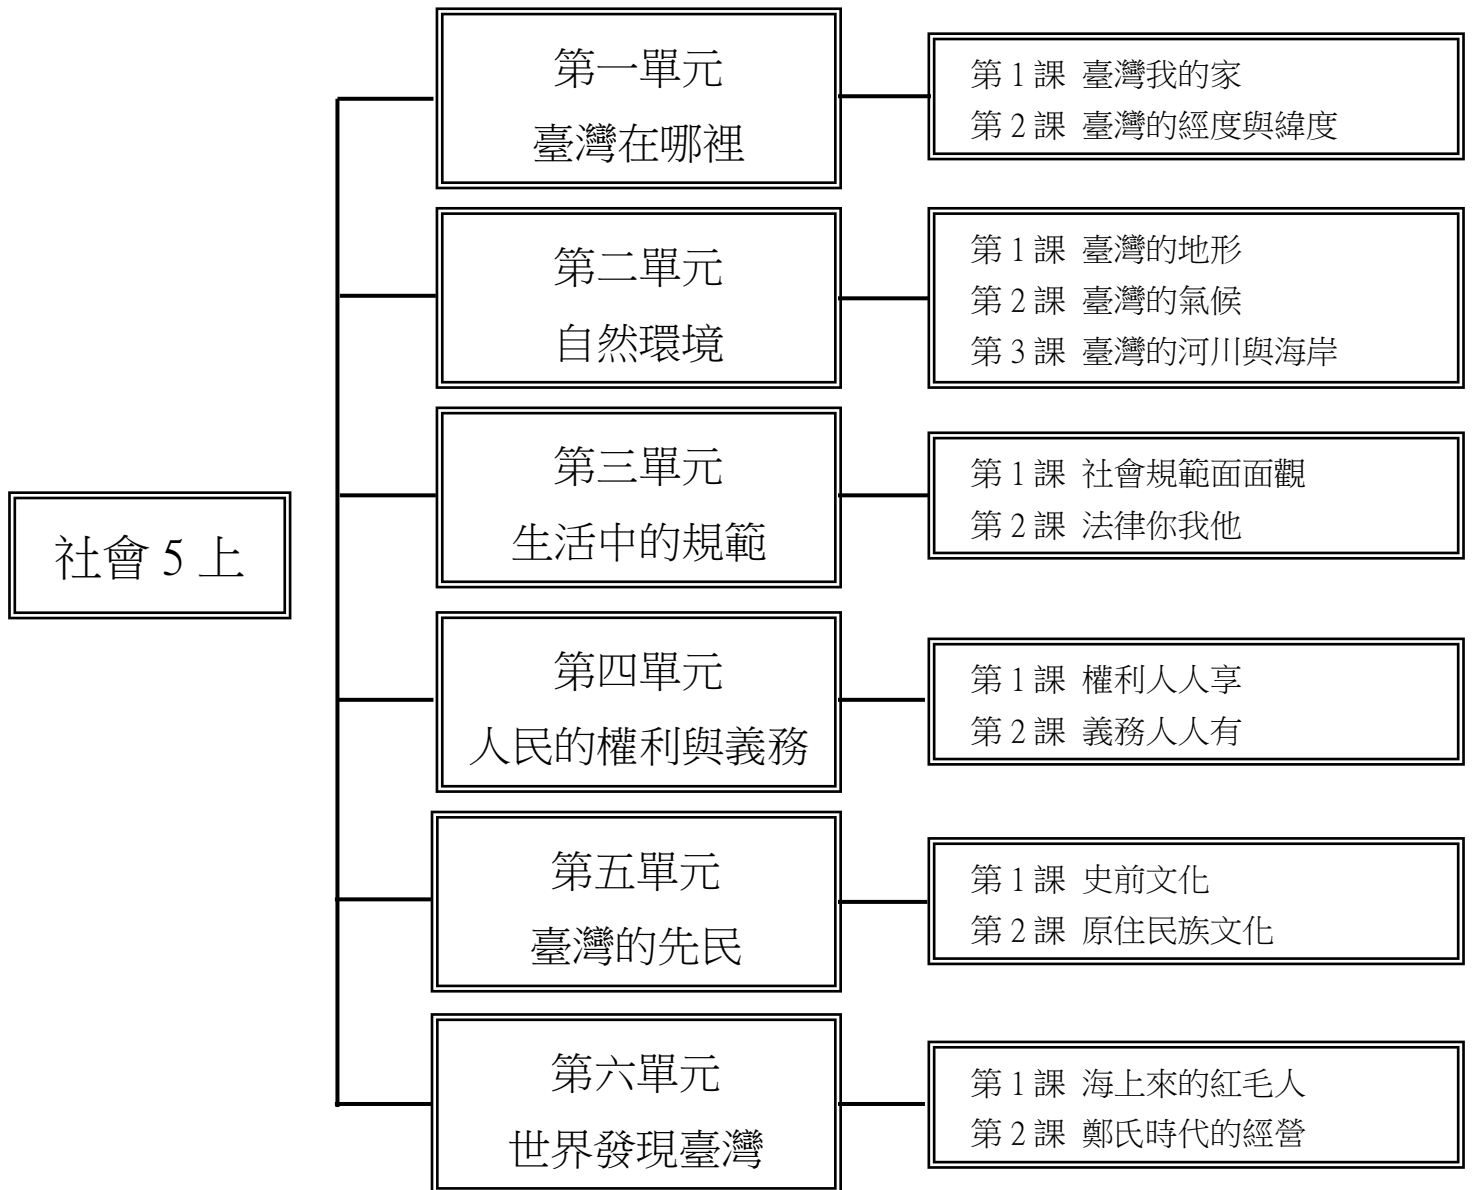 社會 5 上
第一單元
臺灣在哪裡
第 1 課 臺灣我的家
第 2 課 臺灣的經度與緯度
第二單元
自然環境
第 1 課 臺灣的地形
第 2 課 臺灣的氣候
第 3 課 臺灣的河川與海岸
第三單元
生活中的規範
第 1 課 社會規範面面觀
第 2 課 法律你我他
第四單元
人民的權利與義務
第 1 課 權利人人享
第 2 課 義務人人有
第五單元
臺灣的先民
第 1 課 史前文化
第 2 課 原住民族文化
第六單元
世界發現臺灣
第 1 課 海上來的紅毛人
第 2 課 鄭氏時代的經營